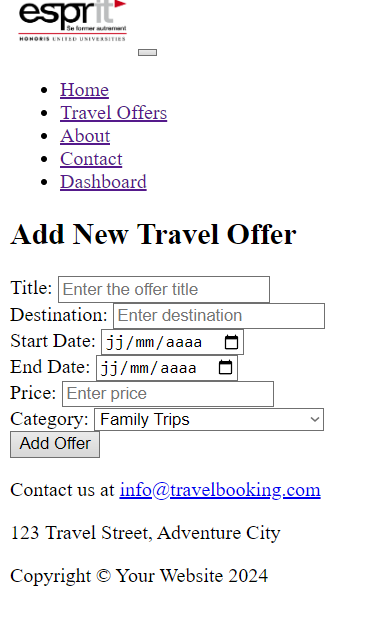 esprit
Se former autrement
HONORIS UNITED UNIVERSITIES
Home
Travel Offers
About
Contact
Dashboard
Add New Travel Offer
Title: Enter the offer title
Destination: Enter destination
Start Date: jj/mm/aaaa
End Date: jj/mm/aaaa
Price: Enter price
Category: Family Trips
Add Offer
Contact us at info@travelbooking.com
123 Travel Street, Adventure City
Copyright © Your Website 2024